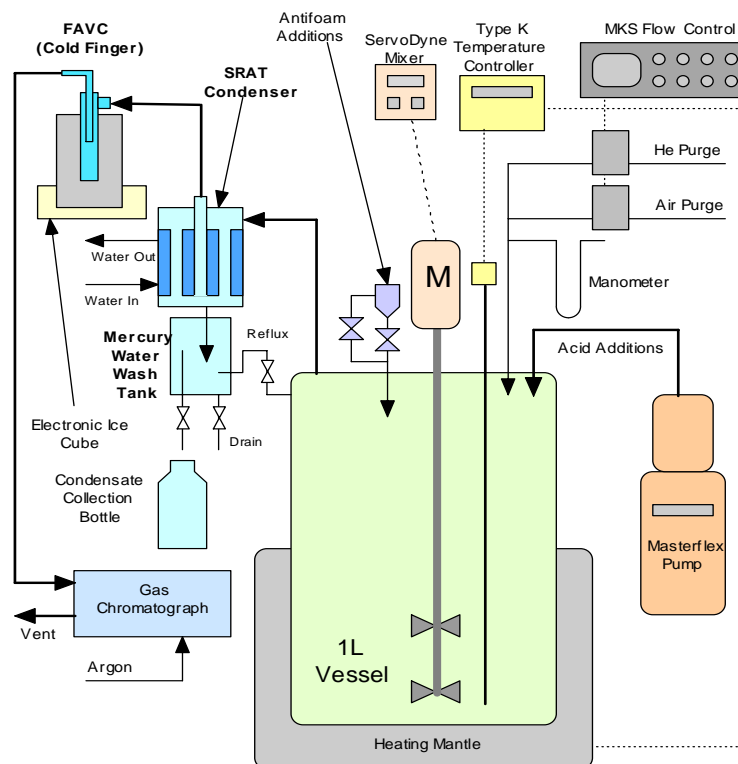 FAVC
(Cold Finger)
Antifoam
Additions
ServoDyne
Mixer
Type K
Temperature
Controller
MKS Flow Control
SRAT
Condenser
He Purge
Air Purge
Water Out
Water In
M
Manometer
Mercury
Water
Wash
Tank
Reflux
Acid Additions
Electronic Ice
Cube
Drain
Condensate
Collection
Bottle
Masterflex
Pump
Gas
Chromatograph
Vent
Argon
1L
Vessel
Heating Mantle